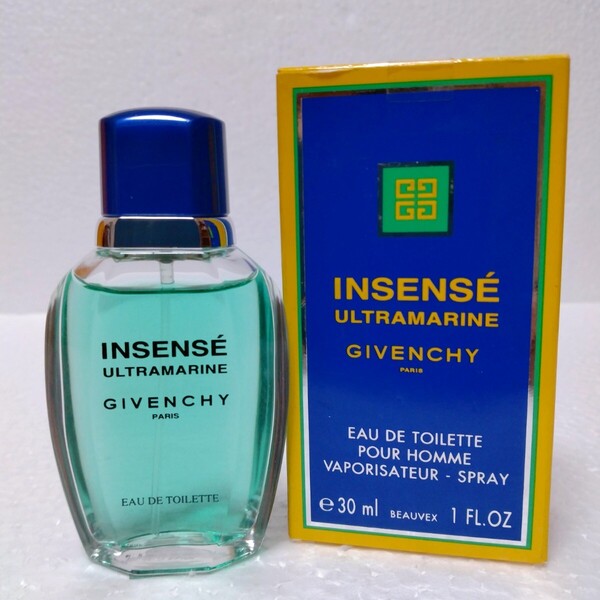 INSENSÉ
ULTRAMARINE
GIVENCHY
PARIS
EAU DE TOILETTE
INSENSÉ
ULTRAMARINE
GIVENCHY
PARIS
EAU DE TOILETTE
POUR HOMME
VAPORISATEUR - SPRAY
℮ 30 ml BEAUVEX 1 FL.OZ